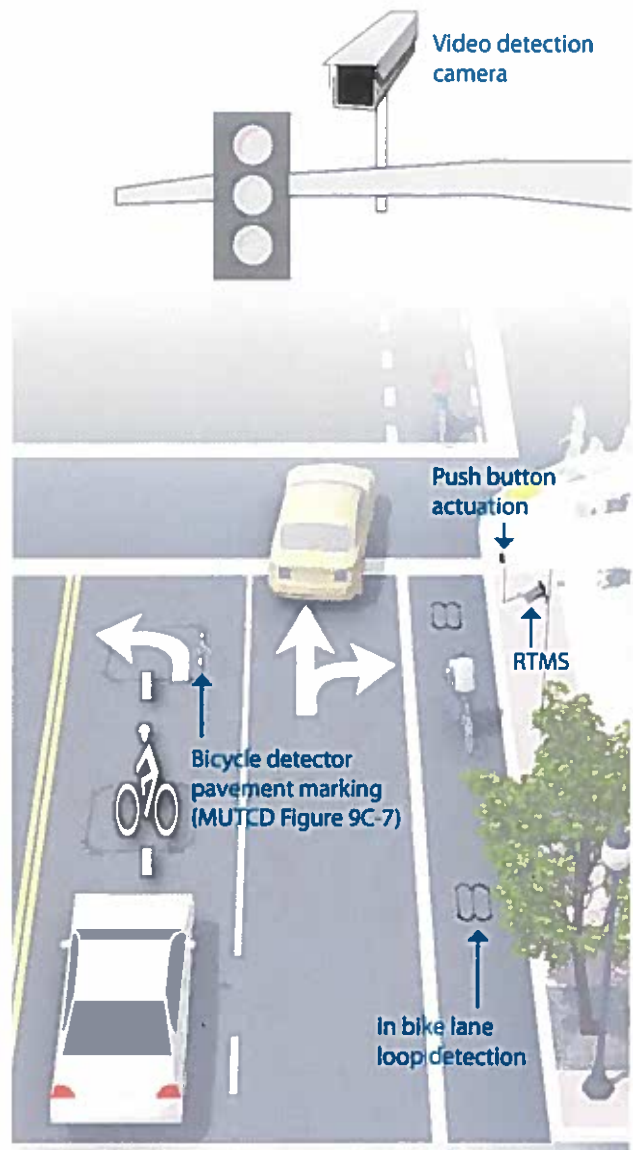 Video detection
camera
Push button
actuation
RTMS
Bicycle detector
pavement marking
(MUTCD Figure 9C-7)
In bike lane
loop detection